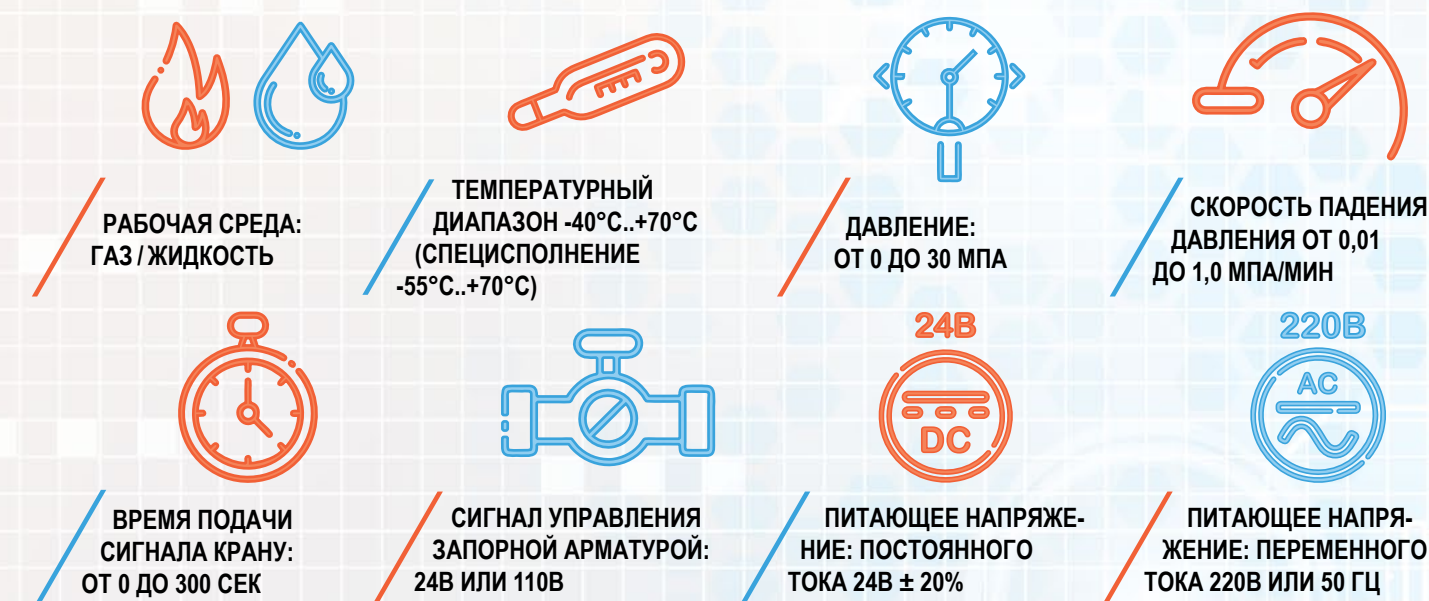 РАБОЧАЯ СРЕДА:
ГАЗ / ЖИДКОСТЬ
ТЕМПЕРАТУРНЫЙ
ДИАПАЗОН -40°C..+70°C
(СПЕЦИСПОЛНЕНИЕ
-55°C..+70°C)
ДАВЛЕНИЕ:
ОТ 0 ДО 30 МПА
СКОРОСТЬ ПАДЕНИЯ
ДАВЛЕНИЯ ОТ 0,01
ДО 1,0 МПА/МИН
ВРЕМЯ ПОДАЧИ
СИГНАЛА КРАНУ:
ОТ 0 ДО 300 СЕК
СИГНАЛ УПРАВЛЕНИЯ
ЗАПОРНОЙ АРМАТУРОЙ:
24В ИЛИ 110В
24В
DC
ПИТАЮЩЕЕ НАПРЯЖЕ-
НИЕ: ПОСТОЯННОГО
ТОКА 24В ± 20%
220В
AC
ПИТАЮЩЕЕ НАПРЯ-
ЖЕНИЕ: ПЕРЕМЕННОГО
ТОКА 220В ИЛИ 50 ГЦ